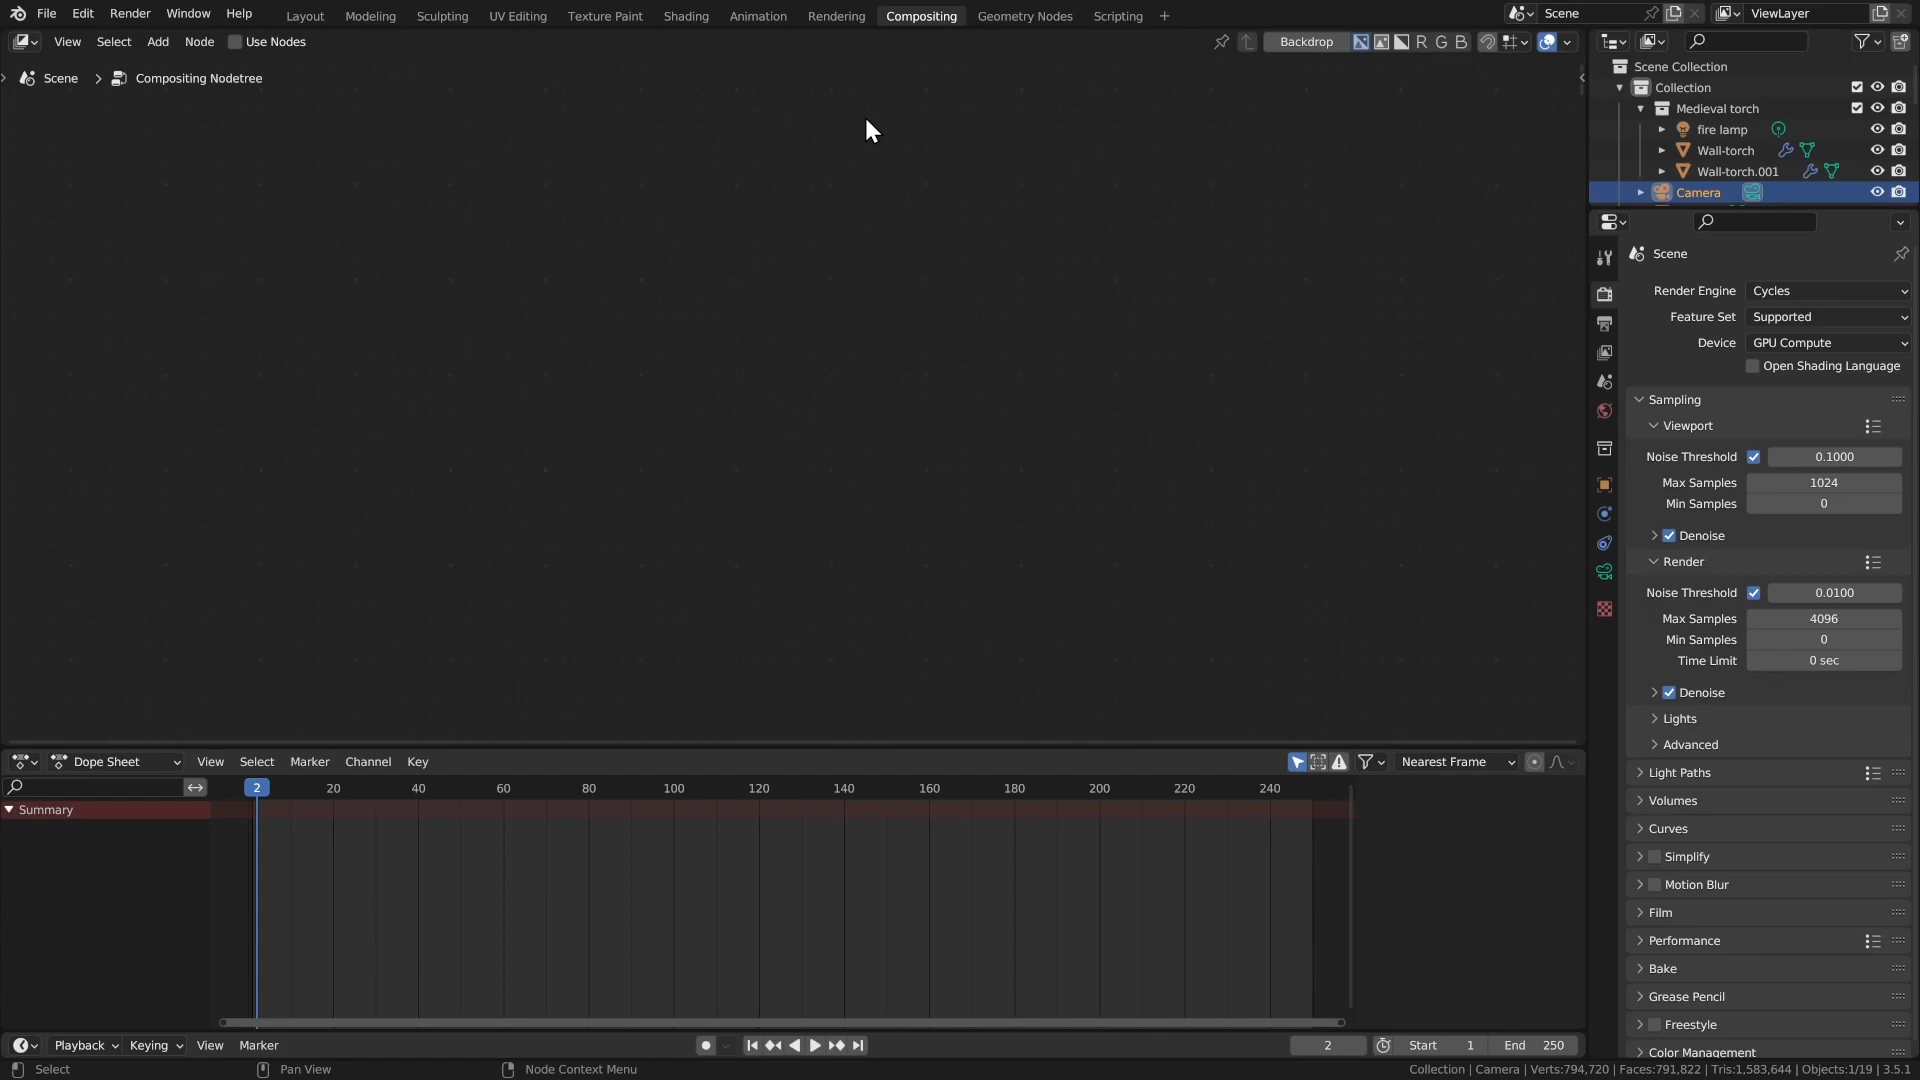 File Edit Render Window Help Layout Modeling Sculpting UV Editing Texture Paint Shading Animation Rendering Compositing Geometry Nodes Scripting + Scene ViewLayer
View Select Add Node Use Nodes Backdrop R G B
Scene > Compositing Nodetree
Scene Collection
Collection
Medieval torch
fire lamp
Wall-torch
Wall-torch.001
Camera
Scene
Render Engine Cycles
Feature Set Supported
Device GPU Compute
Open Shading Language
Sampling
Viewport
Noise Threshold 0.1000
Max Samples 1024
Min Samples 0
Denoise
Render
Noise Threshold 0.0100
Max Samples 4096
Min Samples 0
Time Limit 0 sec
Denoise
Lights
Advanced
Light Paths
Volumes
Curves
Simplify
Motion Blur
Film
Performance
Bake
Grease Pencil
Freestyle
Color Management
Dope Sheet View Select Marker Channel Key Nearest Frame
2 20 40 60 80 100 120 140 160 180 200 220 240
Summary
Playback Keying View Marker 2 Start 1 End 250
Select Pan View Node Context Menu Collection | Camera | Verts:794,720 | Faces:791,822 | Tris:1,583,644 | Objects:1/19 | 3.5.1